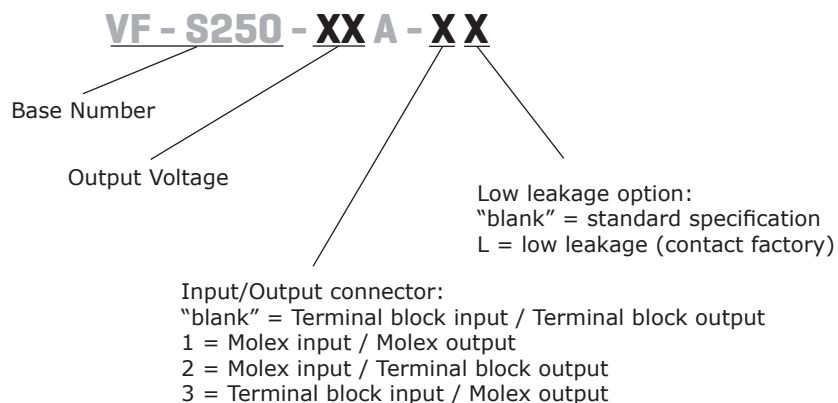 VF - S250 - XX A - X X
Base Number
Output Voltage
Low leakage option:
“blank” = standard specification
L = low leakage (contact factory)
Input/Output connector:
“blank” = Terminal block input / Terminal block output
1 = Molex input / Molex output
2 = Molex input / Terminal block output
3 = Terminal block input / Molex output